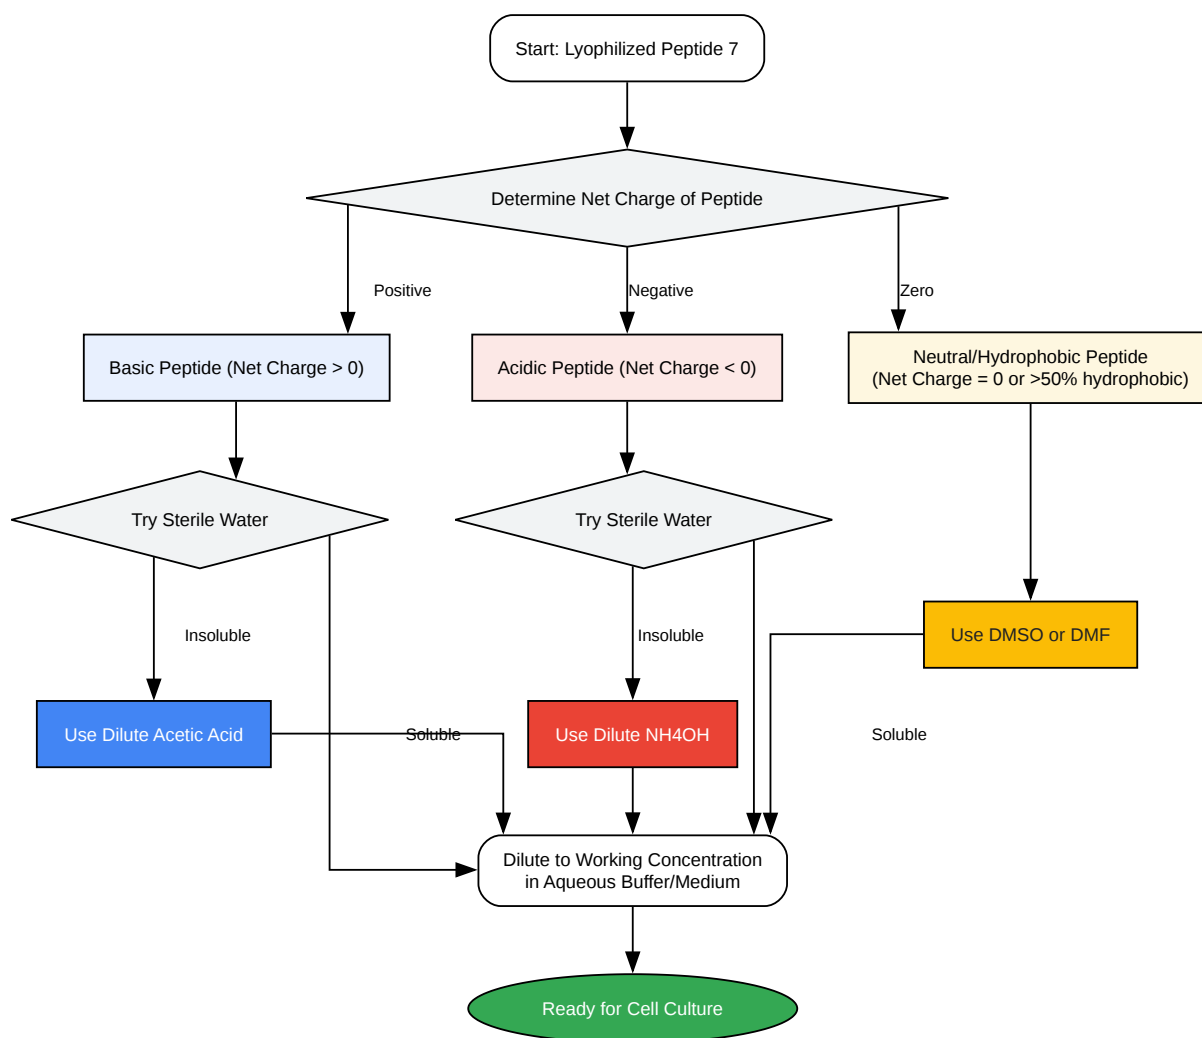 Start: Lyophilized Peptide 7
Determine Net Charge of Peptide
Positive
Negative
Zero
Basic Peptide (Net Charge > 0)
Acidic Peptide (Net Charge < 0)
Neutral/Hydrophobic Peptide
(Net Charge = 0 or >50% hydrophobic)
Try Sterile Water
Try Sterile Water
Insoluble
Insoluble
Use DMSO or DMF
Use Dilute Acetic Acid
Soluble
Use Dilute NH4OH
Soluble
Dilute to Working Concentration
in Aqueous Buffer/Medium
Ready for Cell Culture